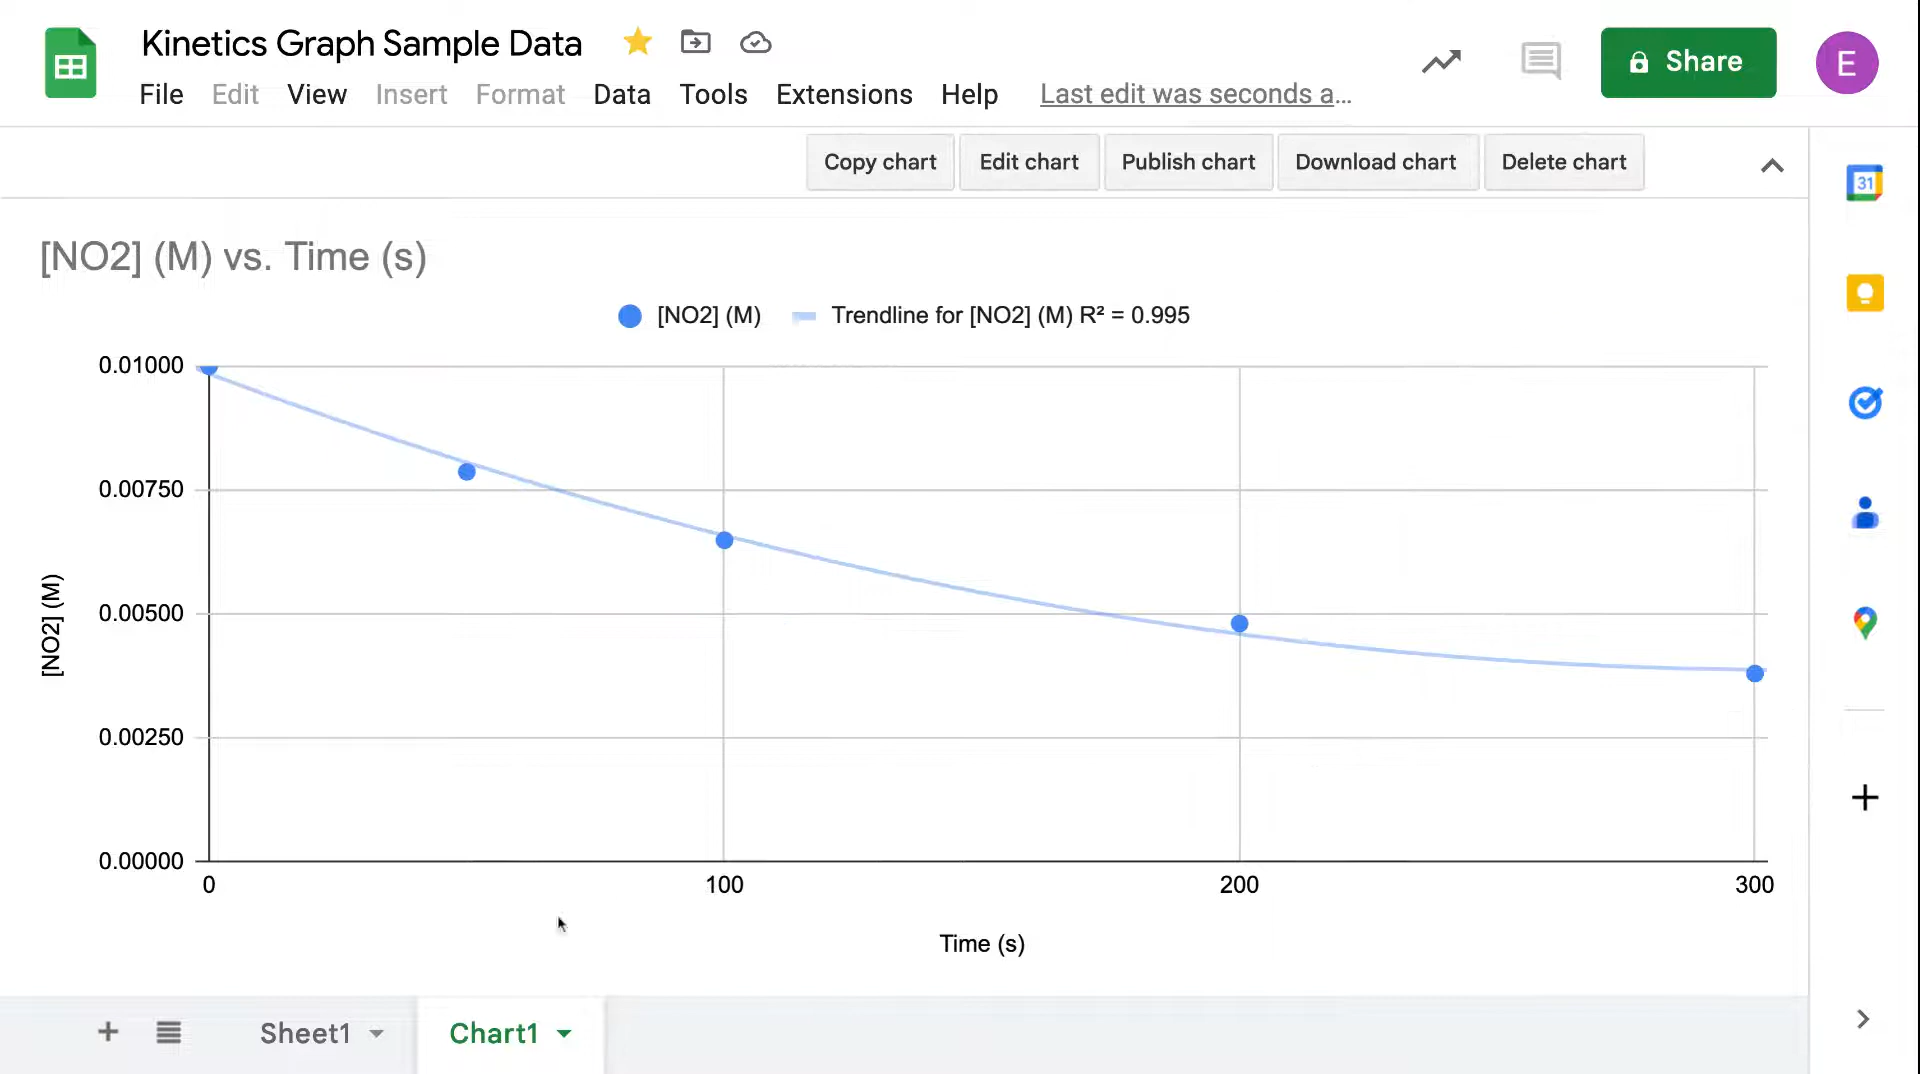 Kinetics Graph Sample Data
File Edit View Insert Format Data Tools Extensions Help Last edit was seconds a...
Share
E
Copy chart Edit chart Publish chart Download chart Delete chart
31
[NO2] (M) vs. Time (s)
[NO2] (M) Trendline for [NO2] (M) R² = 0.995
0.01000
0.00750
0.00500
0.00250
0.00000
[NO2] (M)
0 100 200 300
Time (s)
Sheet1 Chart1